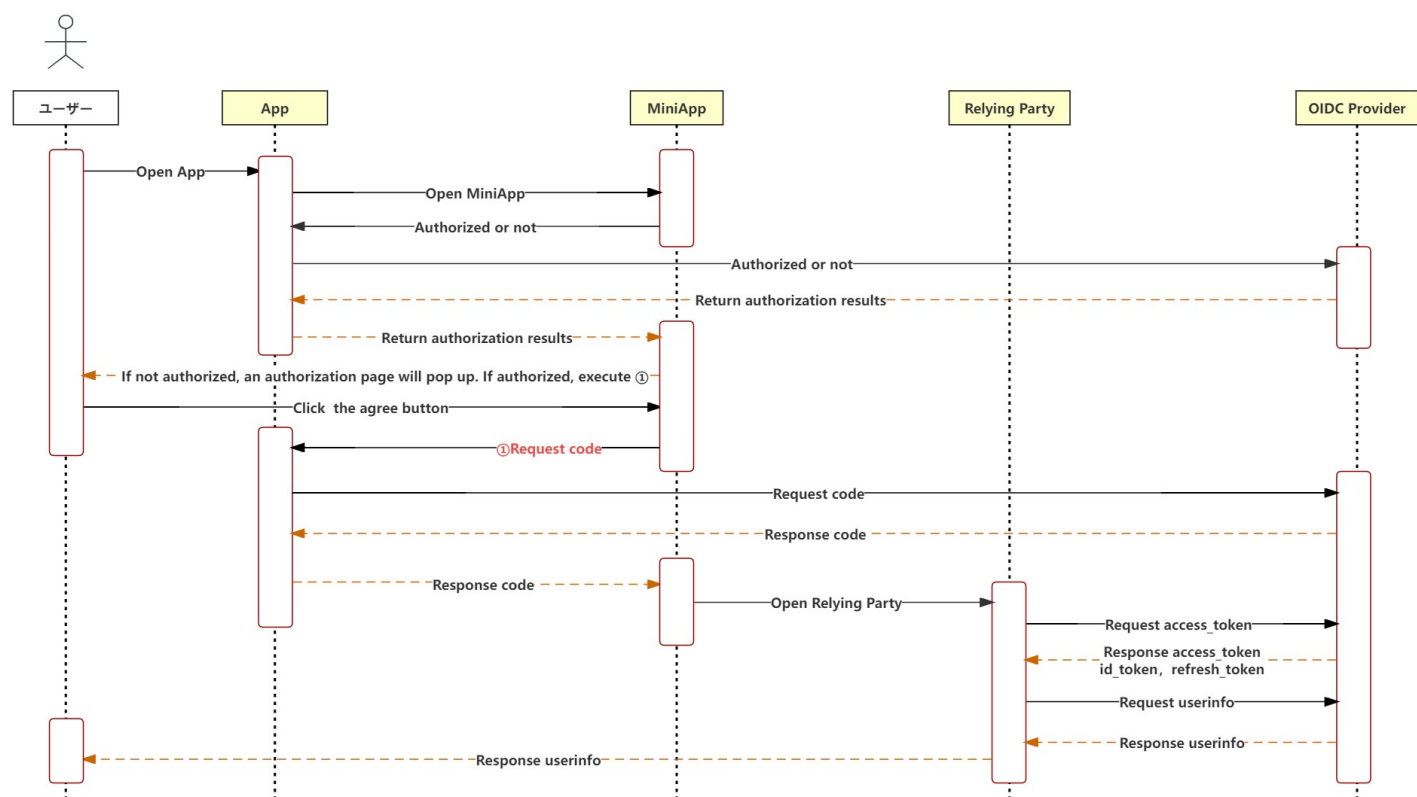 ユーザー
App
MiniApp
Relying Party
OIDC Provider
Open App
Open MiniApp
Authorized or not
Authorized or not
Return authorization results
Return authorization results
If not authorized, an authorization page will pop up. If authorized, execute ①
Click the agree button
①Request code
Request code
Response code
Response code
Open Relying Party
Request access_token
Response access_token
id_token，refresh_token
Request userinfo
Response userinfo
Response userinfo